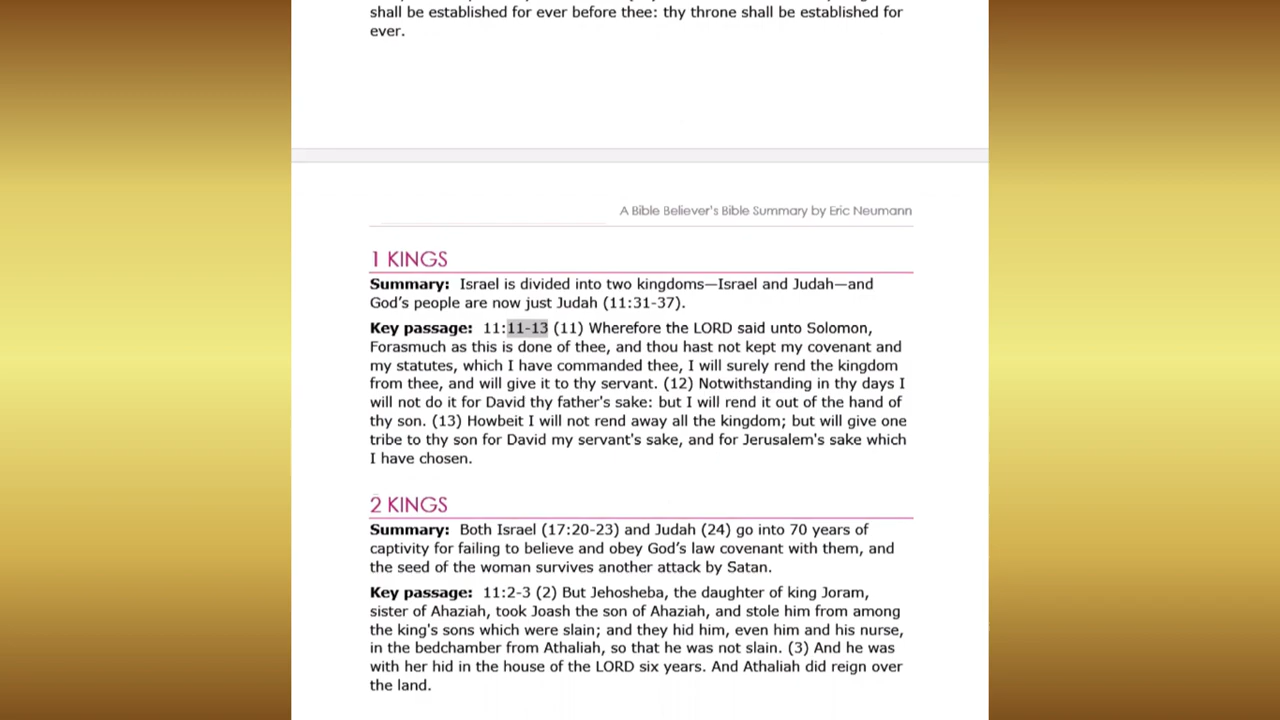 shall be established for ever before thee: thy throne shall be established for
ever.
A Bible Believer's Bible Summary by Eric Neumann
1 KINGS
Summary: Israel is divided into two kingdoms—Israel and Judah—and
God's people are now just Judah (11:31-37).
Key passage: 11:11-13 (11) Wherefore the LORD said unto Solomon,
Forasmuch as this is done of thee, and thou hast not kept my covenant and
my statutes, which I have commanded thee, I will surely rend the kingdom
from thee, and will give it to thy servant. (12) Notwithstanding in thy days I
will not do it for David thy father's sake: but I will rend it out of the hand of
thy son. (13) Howbeit I will not rend away all the kingdom; but will give one
tribe to thy son for David my servant's sake, and for Jerusalem's sake which
I have chosen.
2 KINGS
Summary: Both Israel (17:20-23) and Judah (24) go into 70 years of
captivity for failing to believe and obey God's law covenant with them, and
the seed of the woman survives another attack by Satan.
Key passage: 11:2-3 (2) But Jehosheba, the daughter of king Joram,
sister of Ahaziah, took Joash the son of Ahaziah, and stole him from among
the king's sons which were slain; and they hid him, even him and his nurse,
in the bedchamber from Athaliah, so that he was not slain. (3) And he was
with her hid in the house of the LORD six years. And Athaliah did reign over
the land.